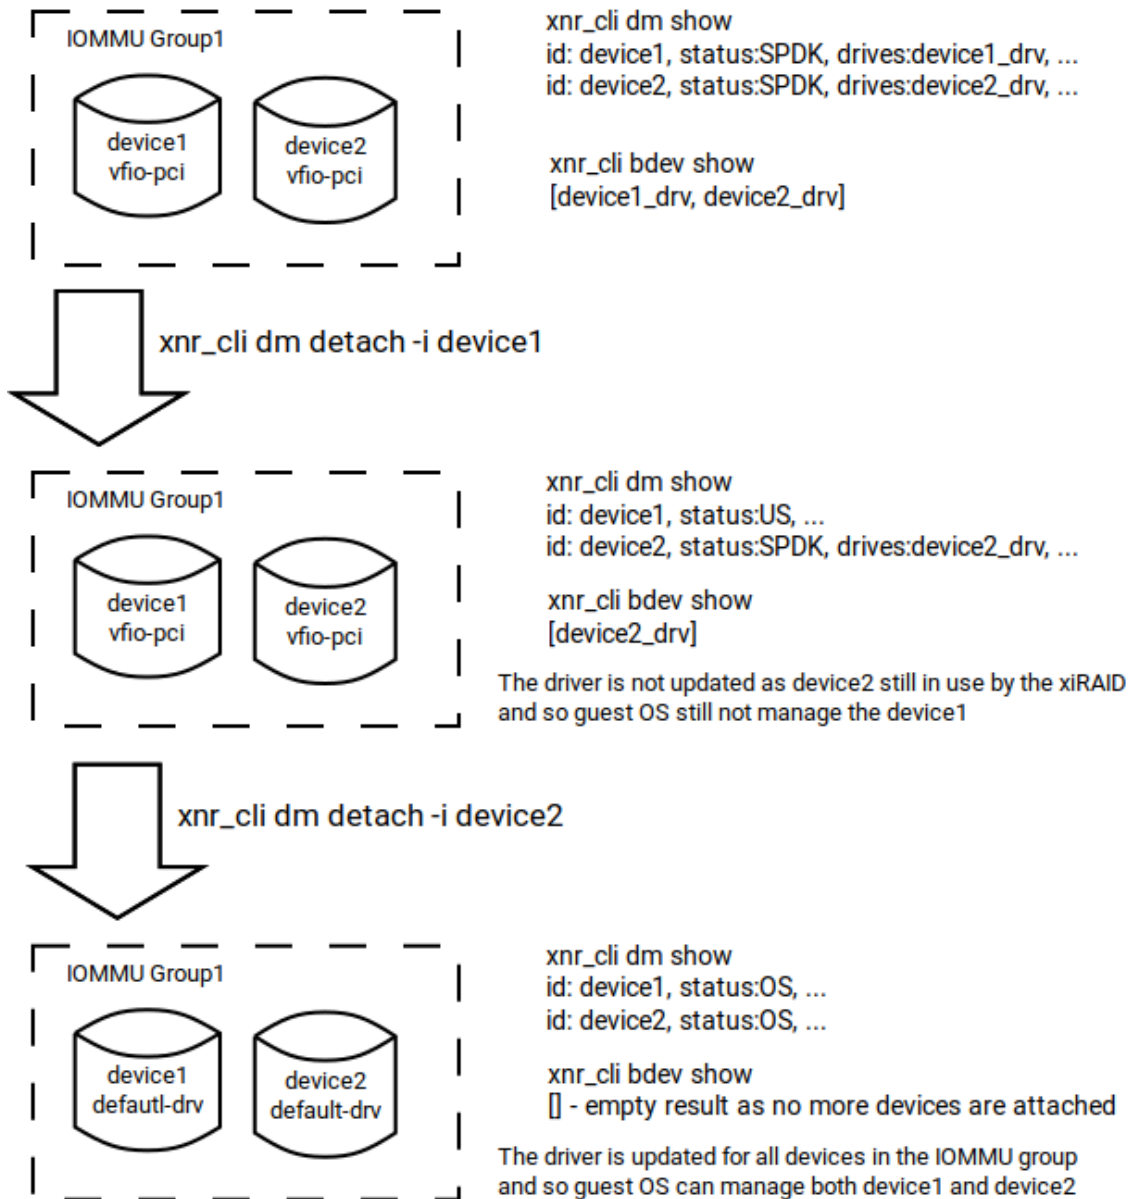 IOMMU Group1
device1
vfio-pci
device2
vfio-pci
xnr_cli dm show
id: device1, status:SPDK, drives:device1_drv, ...
id: device2, status:SPDK, drives:device2_drv, ...
xnr_cli bdev show
[device1_drv, device2_drv]
xnr_cli dm detach -i device1
IOMMU Group1
device1
vfio-pci
device2
vfio-pci
xnr_cli dm show
id: device1, status:US, ...
id: device2, status:SPDK, drives:device2_drv, ...
xnr_cli bdev show
[device2_drv]
The driver is not updated as device2 still in use by the xiRAID
and so guest OS still not manage the device1
xnr_cli dm detach -i device2
IOMMU Group1
device1
defautl-drv
device2
default-drv
xnr_cli dm show
id: device1, status:OS, ...
id: device2, status:OS, ...
xnr_cli bdev show
[] - empty result as no more devices are attached
The driver is updated for all devices in the IOMMU group
and so guest OS can manage both device1 and device2